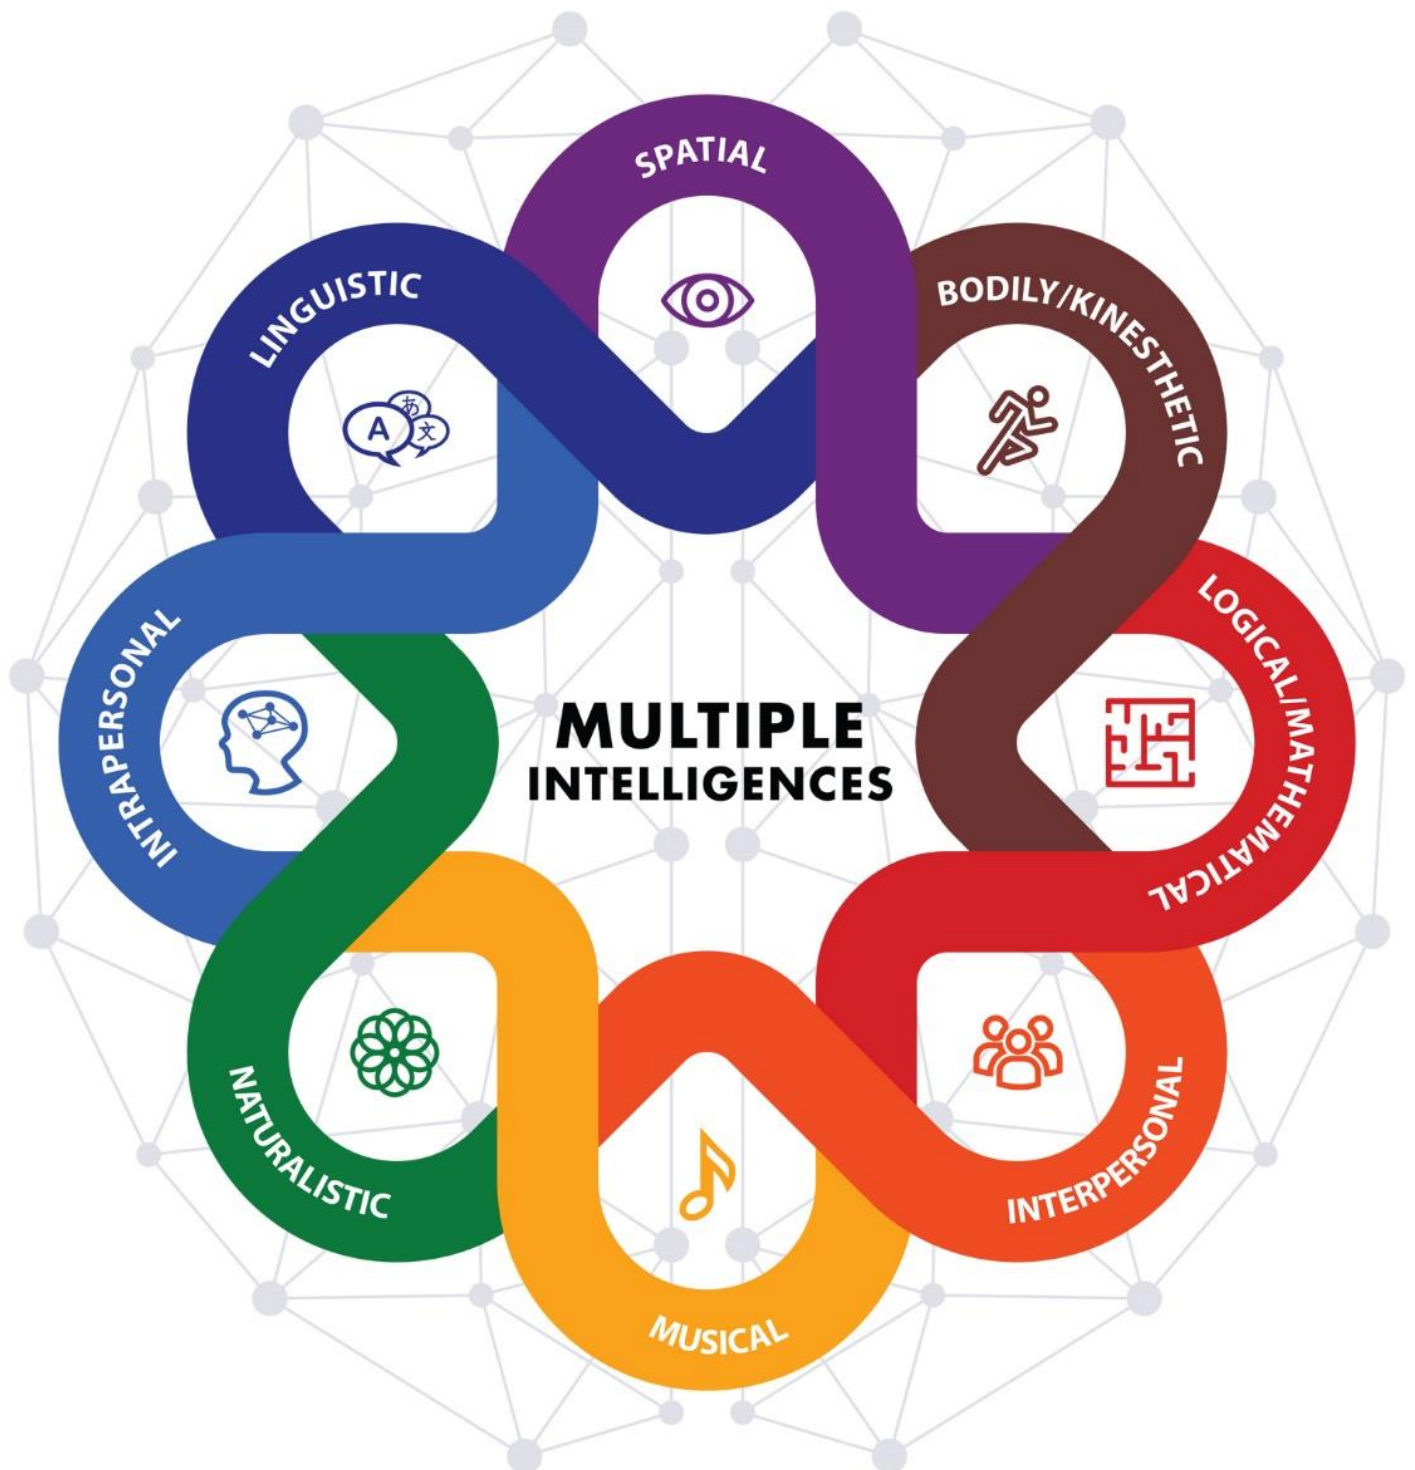 SPATIAL
BODILY/KINESTHETIC
LOGICAL/MATHEMATICAL
INTERPERSONAL
MUSICAL
NATURALISTIC
INTRAPERSONAL
LINGUISTIC
A
あ
文
MULTIPLE
INTELLIGENCES